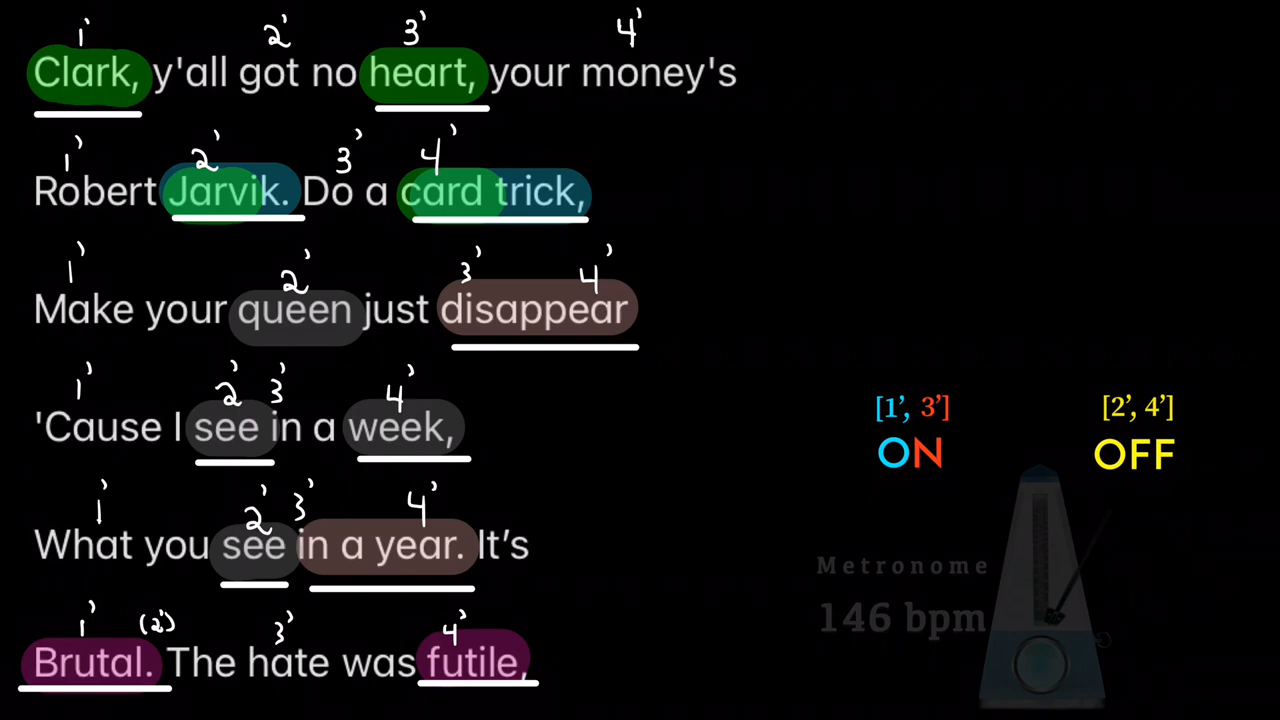 1' 2' 3' 4'
Clark, y'all got no heart, your money's
1' 2' 3' 4'
Robert Jarvik. Do a card trick,
1' 2' 3' 4'
Make your queen just disappear
1' 2' 3' 4'
'Cause I see in a week,
1' 2' 3' 4'
What you see in a year. It’s
1' (2') 3' 4'
Brutal. The hate was futile,
[1’, 3’]
ON
[2’, 4’]
OFF
Metronome
146 bpm